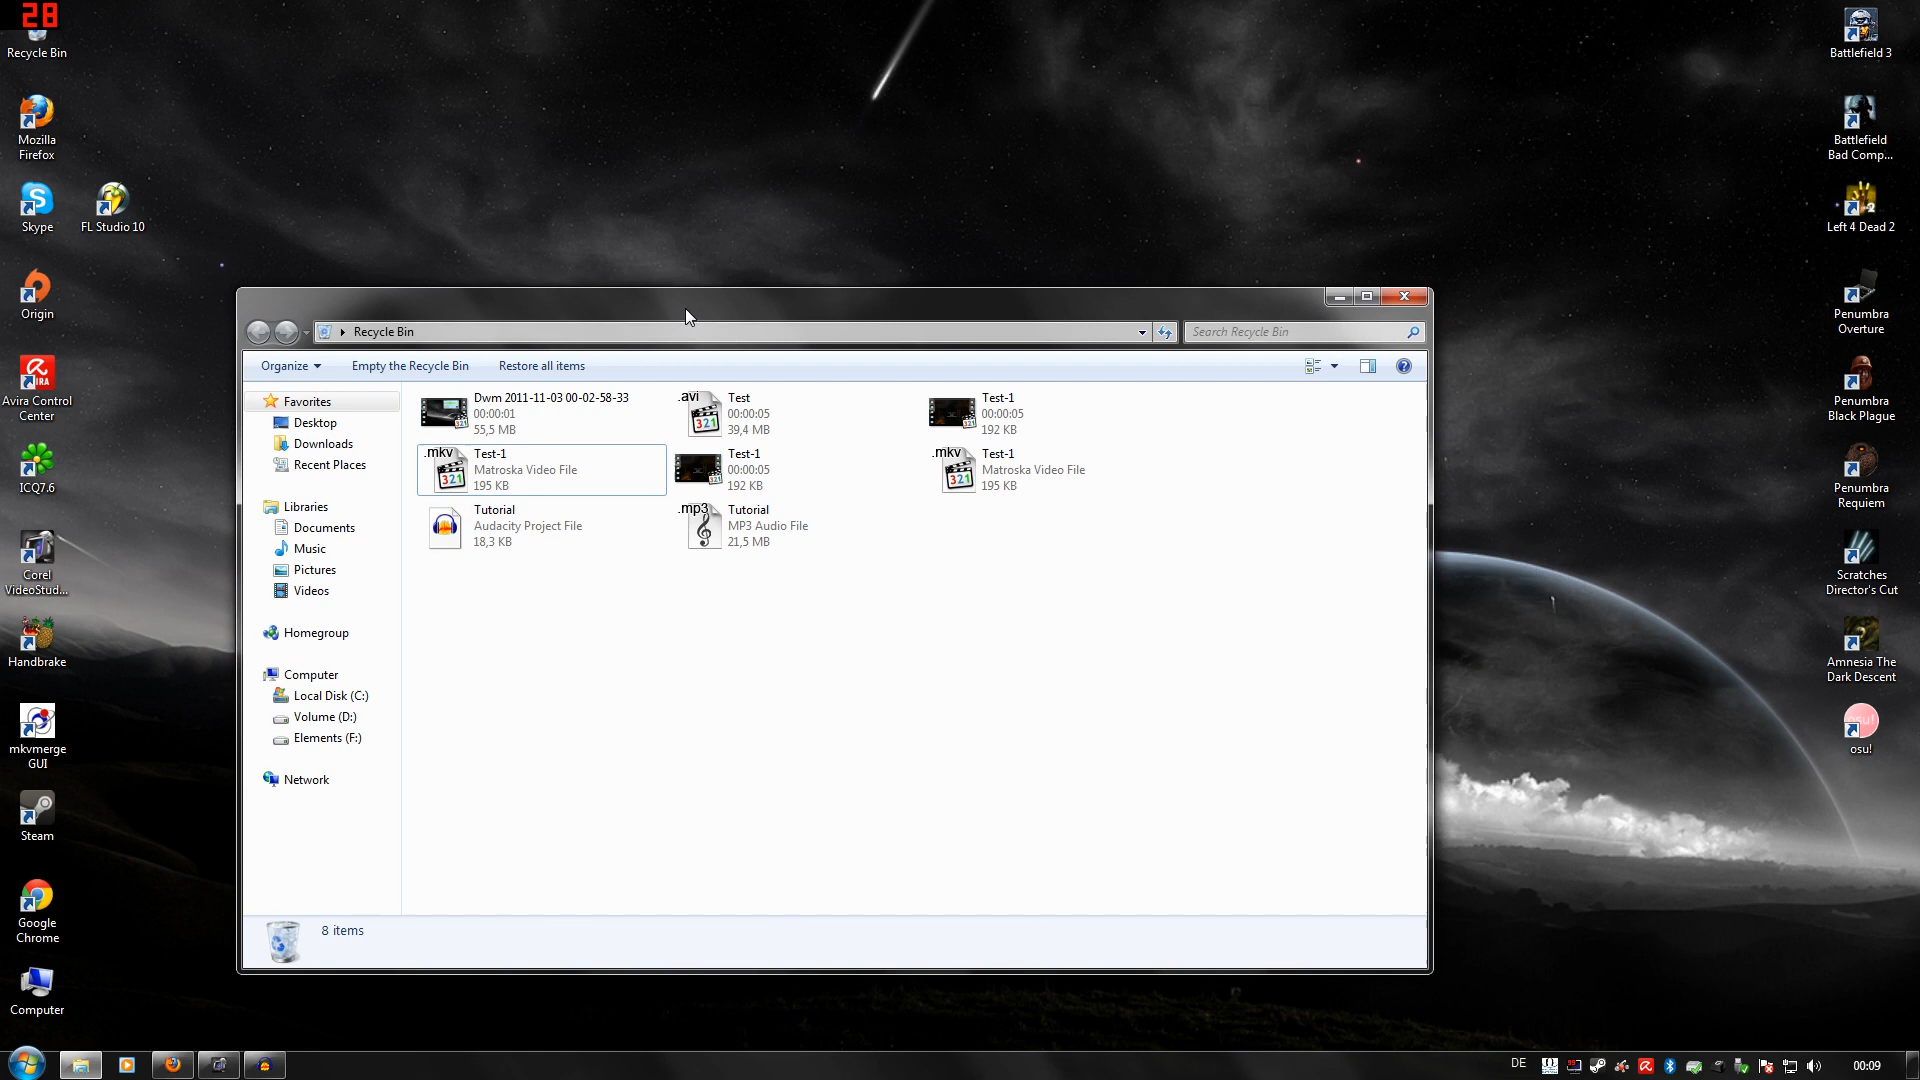 28
Recycle Bin
Mozilla
Firefox
Skype
FL Studio 10
Origin
Avira Control
Center
ICQ7.6
Corel
VideoStud...
Handbrake
mkvmerge
GUI
Steam
Google
Chrome
Computer
Recycle Bin
Search Recycle Bin
Organize
Empty the Recycle Bin
Restore all items
Favorites
Desktop
Downloads
Recent Places
Libraries
Documents
Music
Pictures
Videos
Homegroup
Computer
Local Disk (C:)
Volume (D:)
Elements (F:)
Network
Dwm 2011-11-03 00-02-58-33
00:00:01
55,5 MB
.avi
321
Test
00:00:05
39,4 MB
Test-1
00:00:05
192 KB
.mkv
321
Test-1
Matroska Video File
195 KB
Test-1
00:00:05
192 KB
.mkv
321
Test-1
Matroska Video File
195 KB
Tutorial
Audacity Project File
18,3 KB
.mp3
Tutorial
MP3 Audio File
21,5 MB
8 items
Battlefield 3
Battlefield
Bad Comp...
Left 4 Dead 2
Penumbra
Overture
Penumbra
Black Plague
Penumbra
Requiem
Scratches
Director's Cut
Amnesia The
Dark Descent
osu!
osu!
DE
00:09